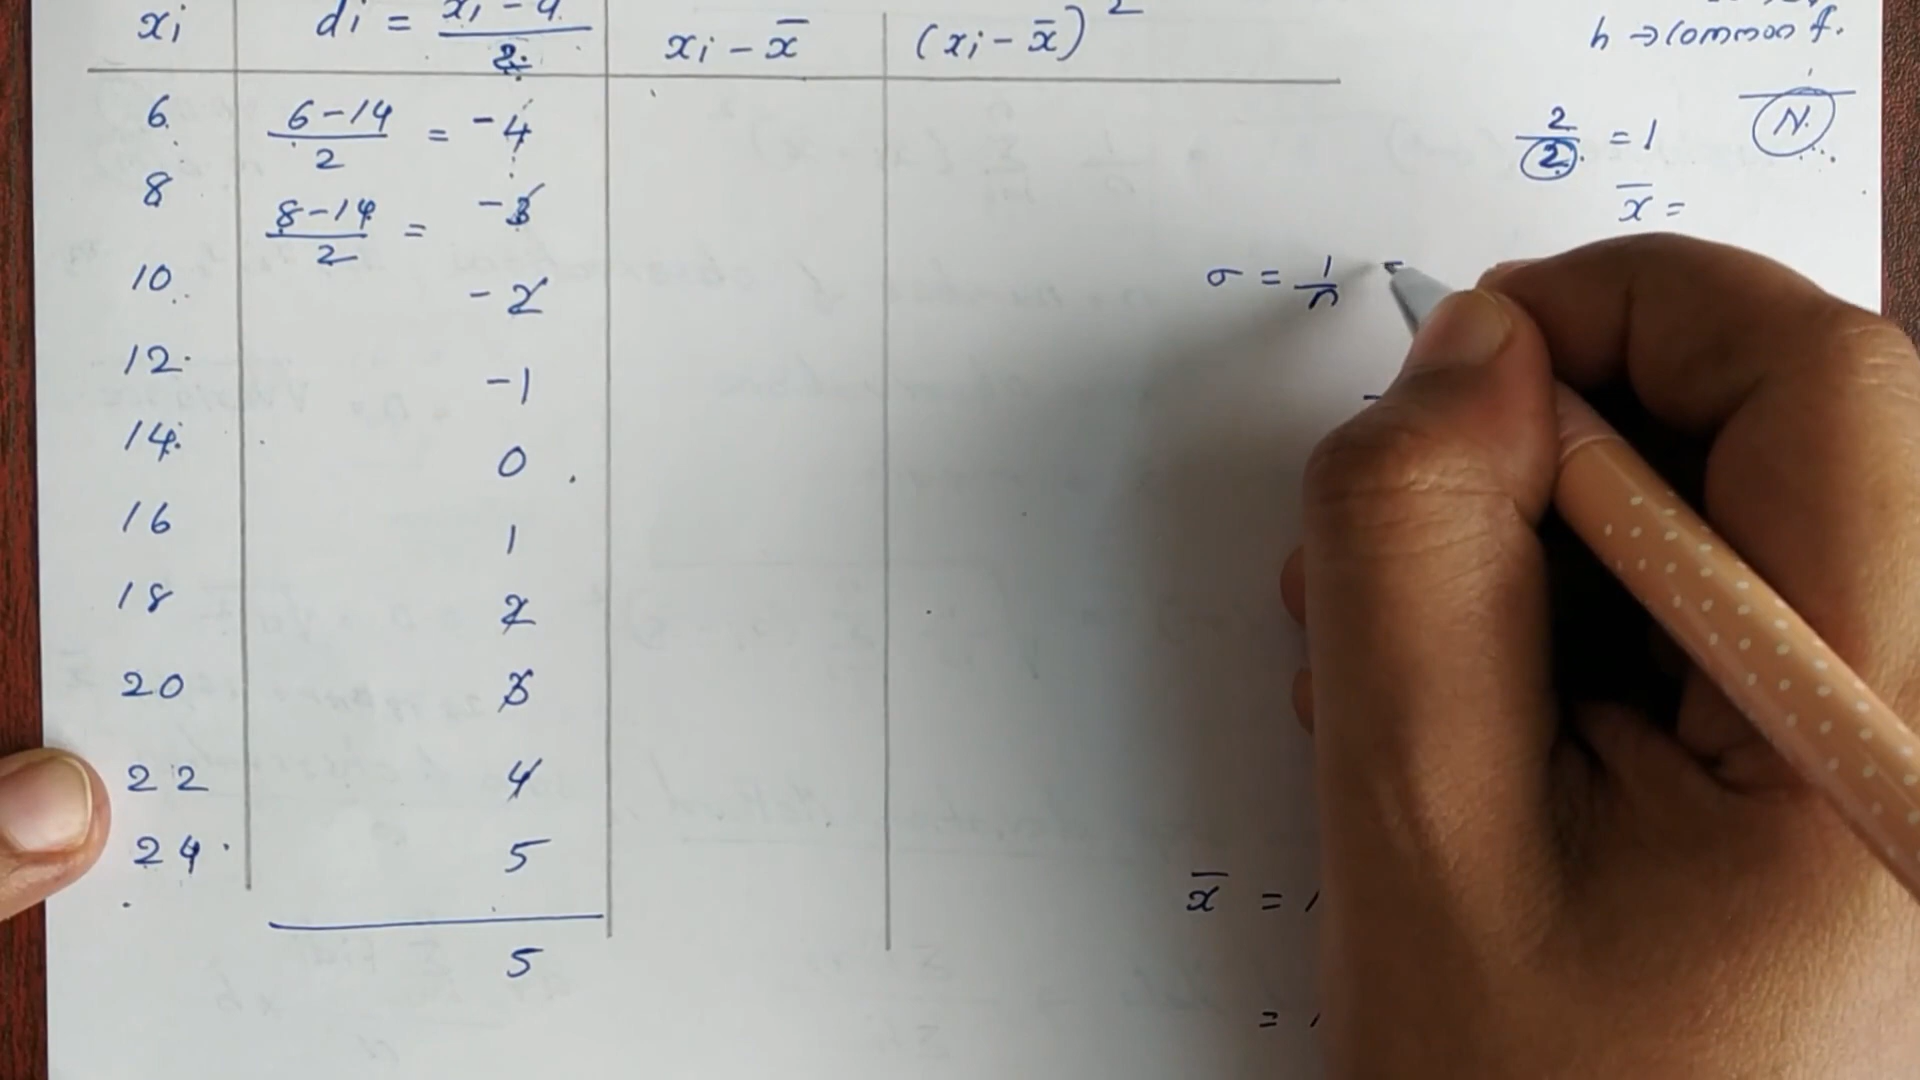 xi di = xi - a / 2 xi - x̄ (xi - x̄)²
h → common f.
6 6-14/2 = -4
2/2 = 1 N
8 8-14/2 = -3
x̄ =
10 -2
σ = 1/n
12 -1
14 0
16 1
18 2
20 3
22 4
24 5
x̄ = 1
5
= 1